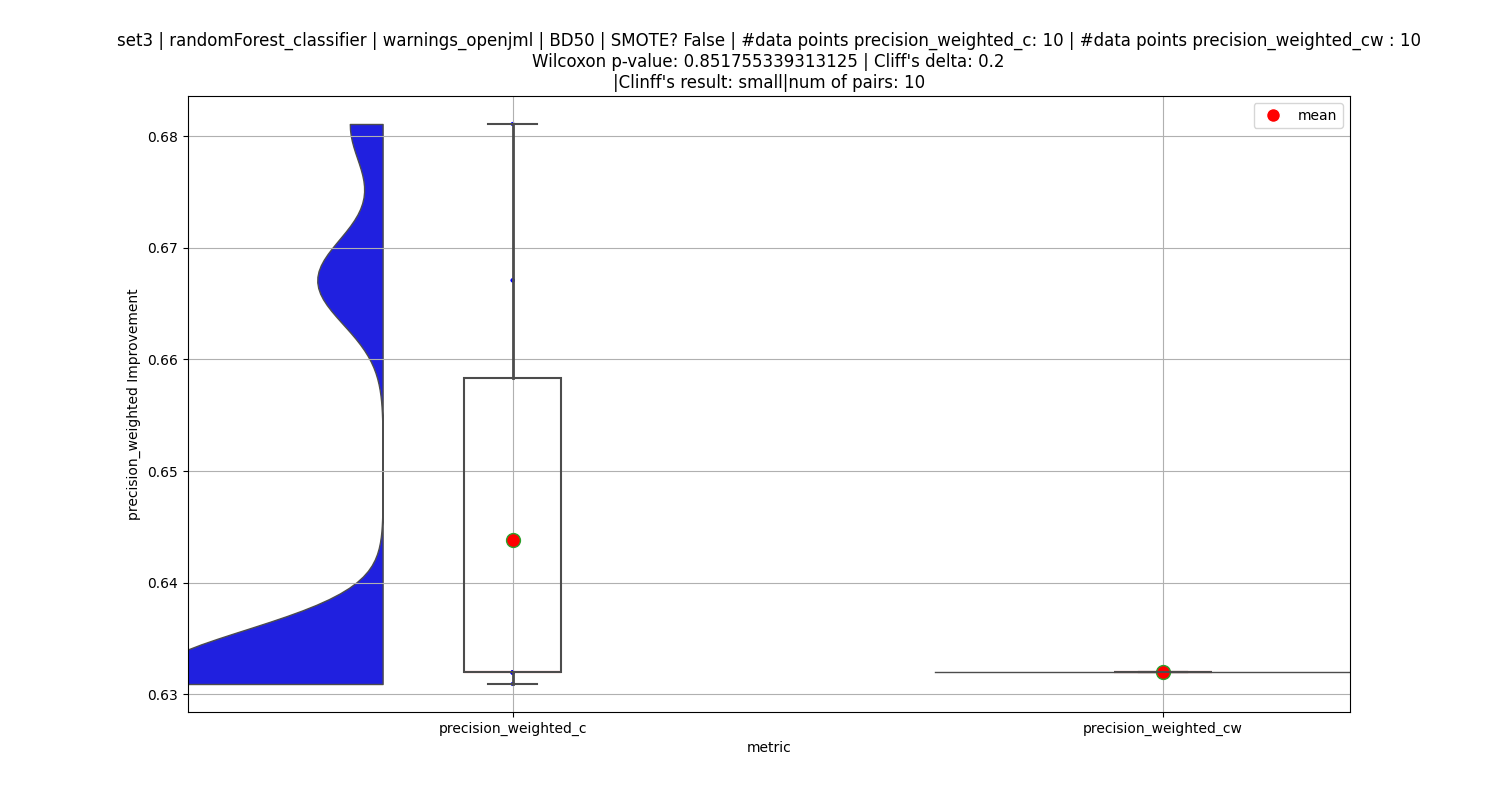 set3 | randomForest_classifier | warnings_openjml | BD50 | SMOTE? False | #data points precision_weighted_c: 10 | #data points precision_weighted_cw : 10
Wilcoxon p-value: 0.851755339313125 | Cliff's delta: 0.2
|Clinff's result: small|num of pairs: 10
mean
0.68
0.67
0.66
0.65
0.64
0.63
precision_weighted Improvement
precision_weighted_c
precision_weighted_cw
metric